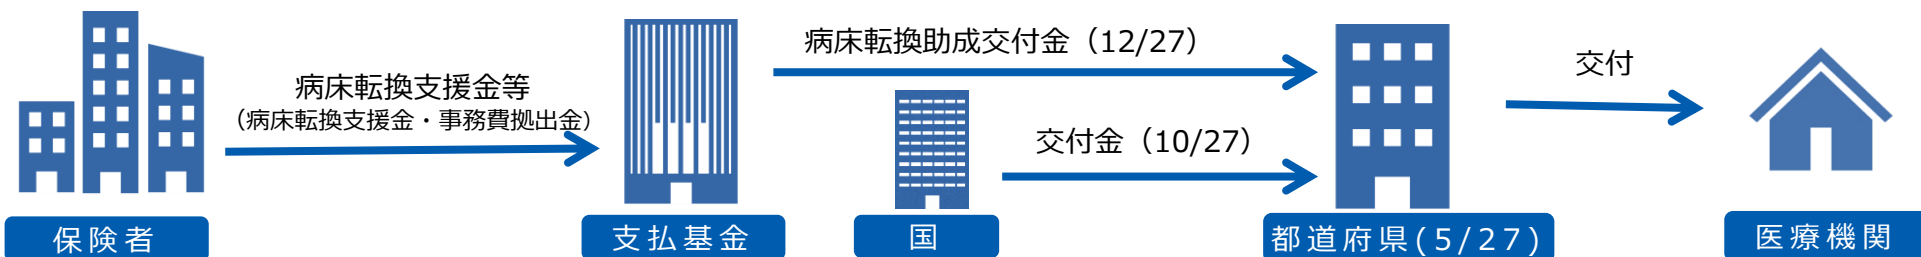 病床転換支援金等
（病床転換支援金・事務費拠出金）
病床転換助成交付金（12/27）
交付金（10/27）
交付
保険者
支払基金
国
都道府県(5/27)
医療機関